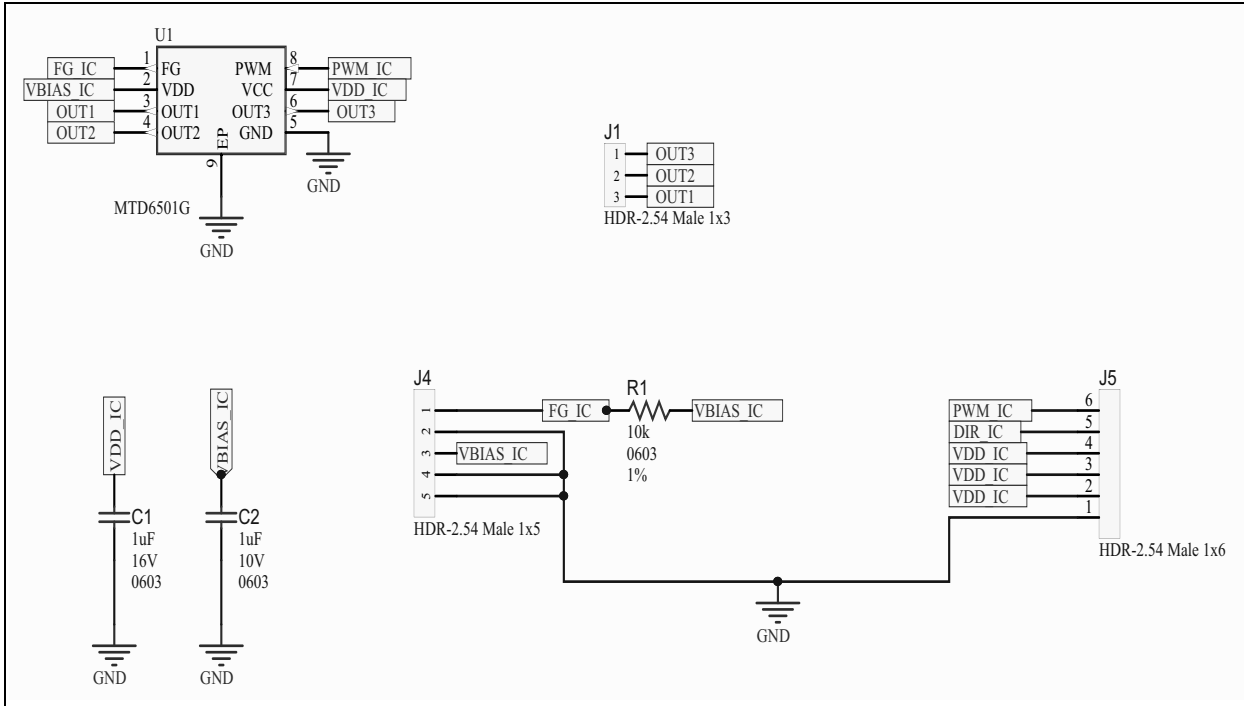 U1
FG_IC 1 FG PWM 8 PWM_IC
VBIAS_IC 2 VDD VCC 7 VDD_IC
OUT1 3 OUT1 OUT3 6 OUT3
OUT2 4 OUT2 GND 5
EP
9
GND
MTD6501G
GND
J1
1 OUT3
2 OUT2
3 OUT1
HDR-2.54 Male 1x3
VDD_IC
C1
1uF
16V
0603
GND
VBIAS_IC
C2
1uF
10V
0603
GND
J4
1
2
3 VBIAS_IC
4
5
HDR-2.54 Male 1x5
FG_IC
R1
10k
0603
1%
VBIAS_IC
GND
J5
PWM_IC 6
DIR_IC 5
VDD_IC 4
VDD_IC 3
VDD_IC 2
1
HDR-2.54 Male 1x6